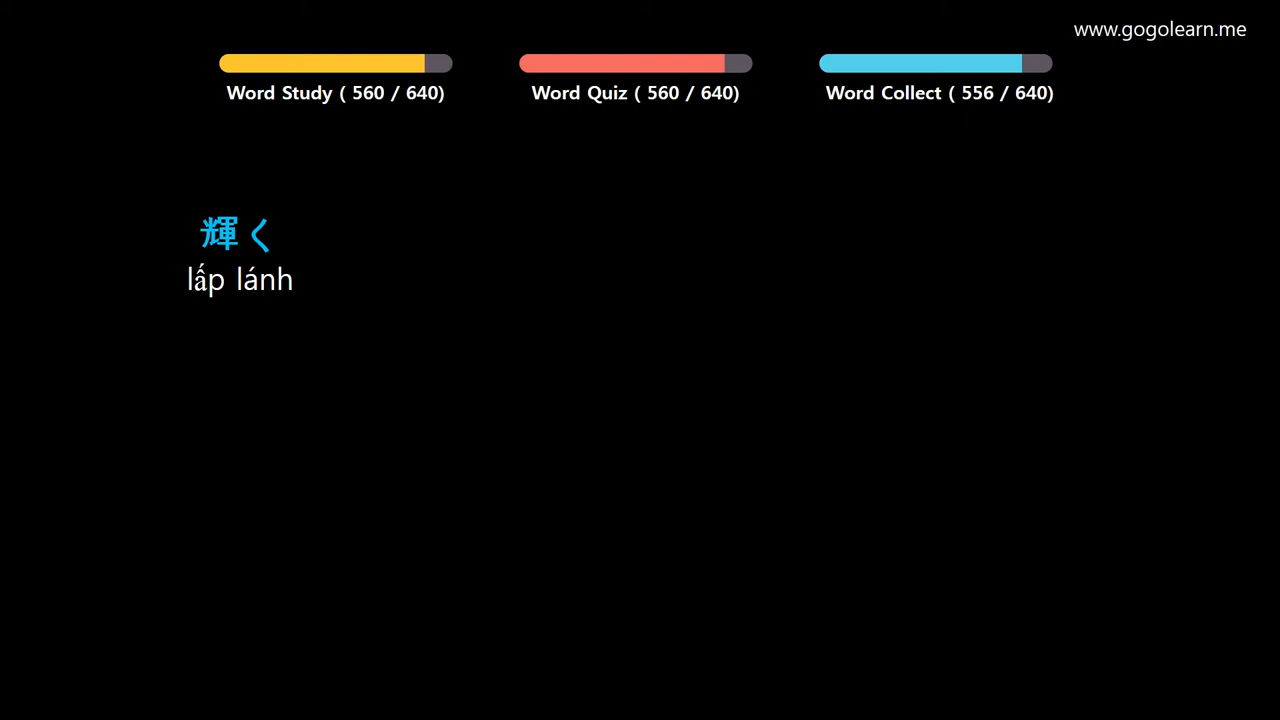 www.gogolearn.me
Word Study ( 560 / 640)
Word Quiz ( 560 / 640)
Word Collect ( 556 / 640)
輝く
lấp lánh